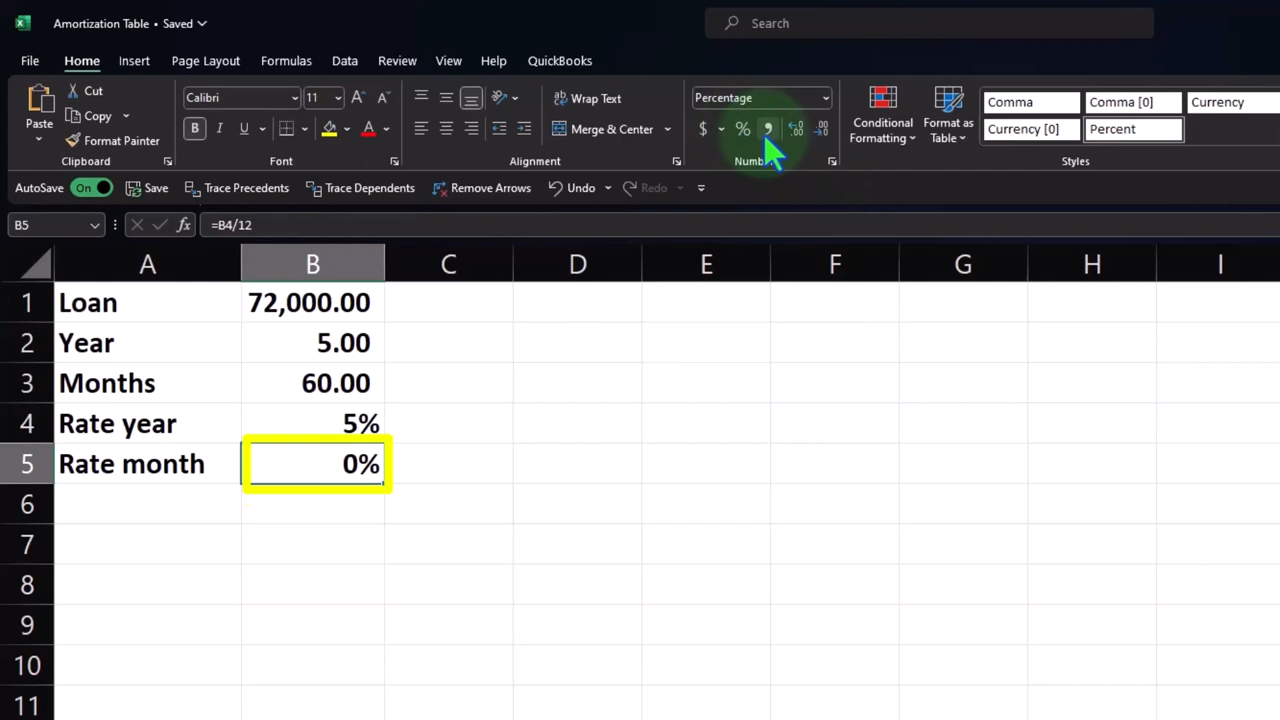 Amortization Table • Saved
Search
File Home Insert Page Layout Formulas Data Review View Help QuickBooks
Paste
Cut
Copy
Format Painter
Clipboard
Calibri 11
B I U
Font
Wrap Text
Merge & Center
Alignment
Percentage
$ %
Conditional Formatting
Format as Table
Comma Comma [0] Currency
Currency [0] Percent
Styles
AutoSave On Save Trace Precedents Trace Dependents Remove Arrows Undo Redo
B5 fx =B4/12
A B C D E F G H I
1 Loan 72,000.00
2 Year 5.00
3 Months 60.00
4 Rate year 5%
5 Rate month 0%
6
7
8
9
10
11